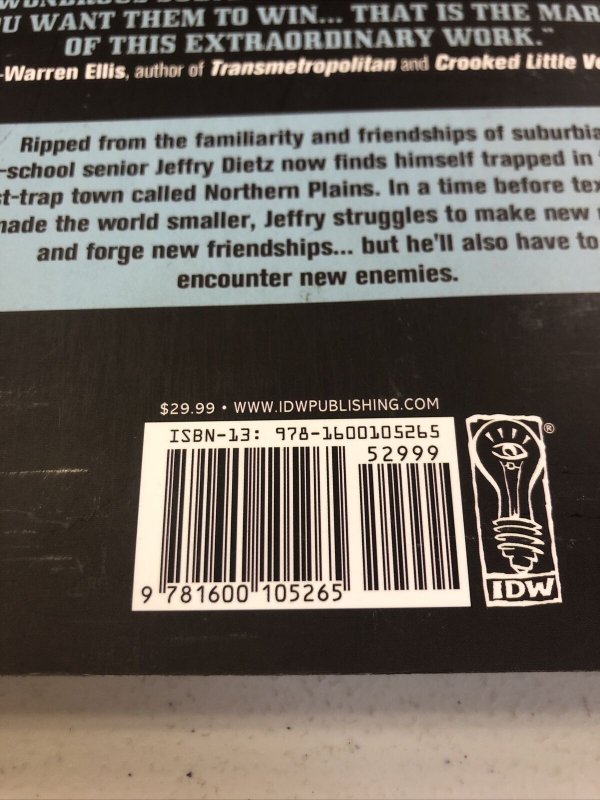 U WANT THEM TO WIN... THAT IS THE MAR
OF THIS EXTRAORDINARY WORK."
-Warren Ellis, author of Transmetropolitan and Crooked Little Ve
Ripped from the familiarity and friendships of suburbia
-school senior Jeffry Dietz now finds himself trapped in
st-trap town called Northern Plains. In a time before tex
nade the world smaller, Jeffry struggles to make new
and forge new friendships... but he'll also have to
encounter new enemies.
$29.99 • WWW.IDWPUBLISHING.COM
ISBN-13: 978-1600105265
52999
9 781600 105265
®
IDW